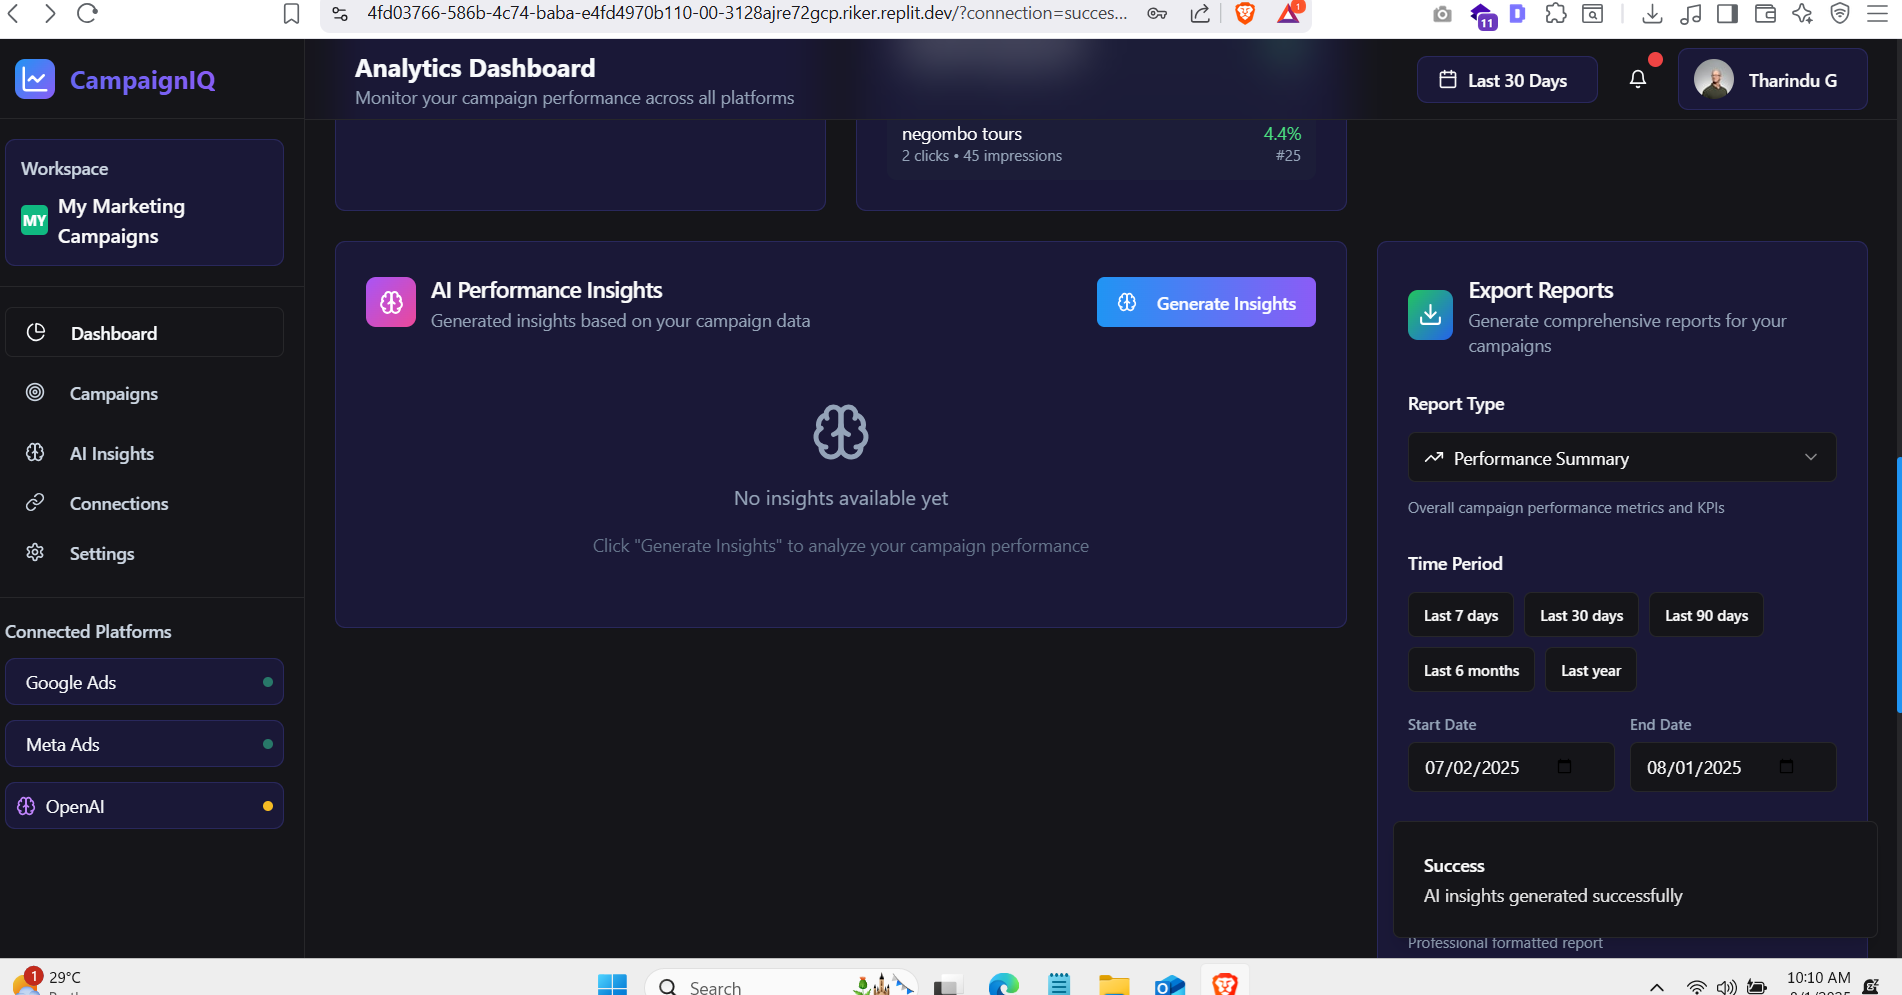 4fd03766-586b-4c74-baba-e4fd4970b110-00-3128ajre72gcp.riker.replit.dev/?connection=succes...
1
11
CampaignIQ
Analytics Dashboard
Monitor your campaign performance across all platforms
Last 30 Days
Tharindu G
Workspace
MY
My Marketing
Campaigns
Dashboard
Campaigns
AI Insights
Connections
Settings
Connected Platforms
Google Ads
Meta Ads
OpenAI
negombo tours
4.4%
2 clicks • 45 impressions
#25
AI Performance Insights
Generated insights based on your campaign data
Generate Insights
No insights available yet
Click "Generate Insights" to analyze your campaign performance
Export Reports
Generate comprehensive reports for your
campaigns
Report Type
Performance Summary
Overall campaign performance metrics and KPIs
Time Period
Last 7 days
Last 30 days
Last 90 days
Last 6 months
Last year
Start Date
End Date
07/02/2025
08/01/2025
Success
AI insights generated successfully
Professional formatted report
1
29°C
Search
10:10 AM